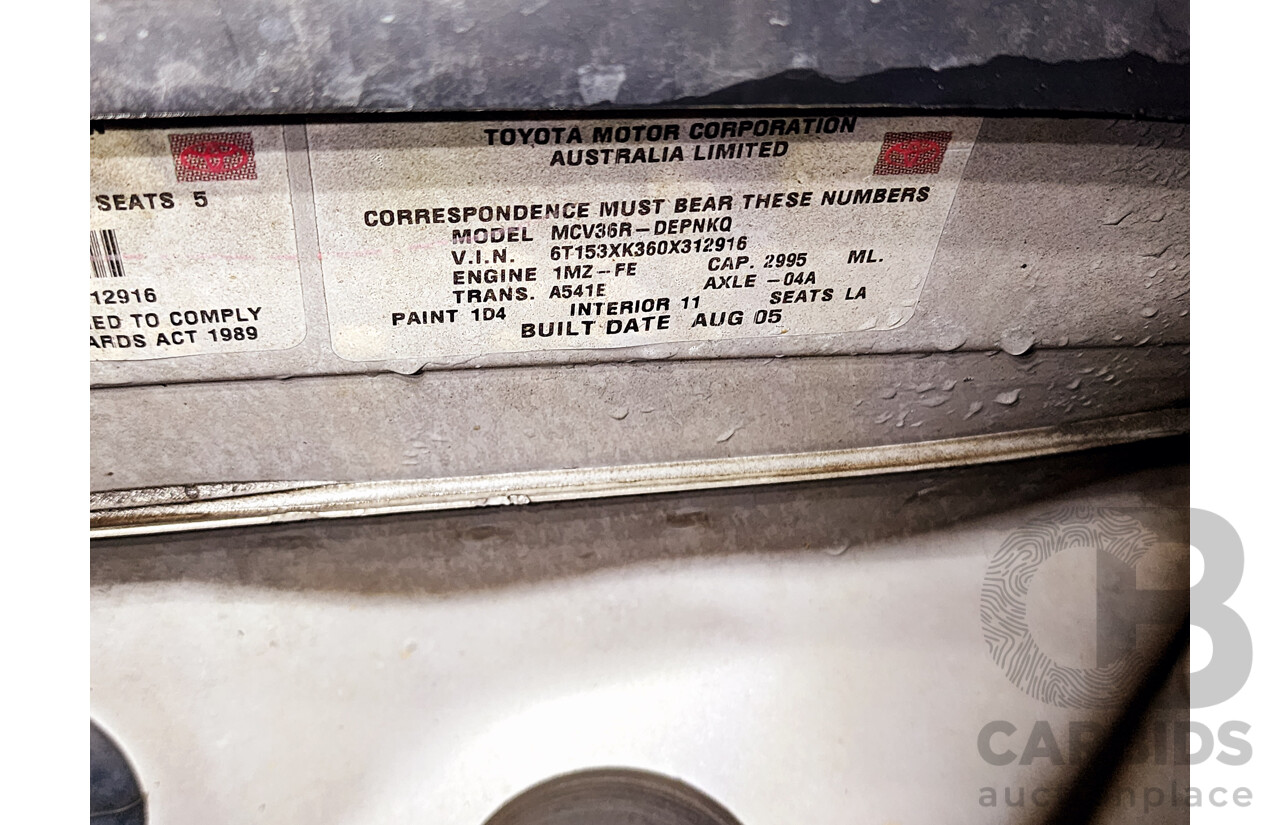 SEATS 5
12916
ED TO COMPLY
ARDS ACT 1989
TOYOTA MOTOR CORPORATION
AUSTRALIA LIMITED
CORRESPONDENCE MUST BEAR THESE NUMBERS
MODEL MCV36R-DEPNKQ
V.I.N. 6T153XK360X312916
ENGINE 1MZ-FE CAP. 2995 ML.
TRANS. A541E AXLE -04A
PAINT 1D4 INTERIOR 11 SEATS LA
BUILT DATE AUG 05
CARBIDS
auctionplace